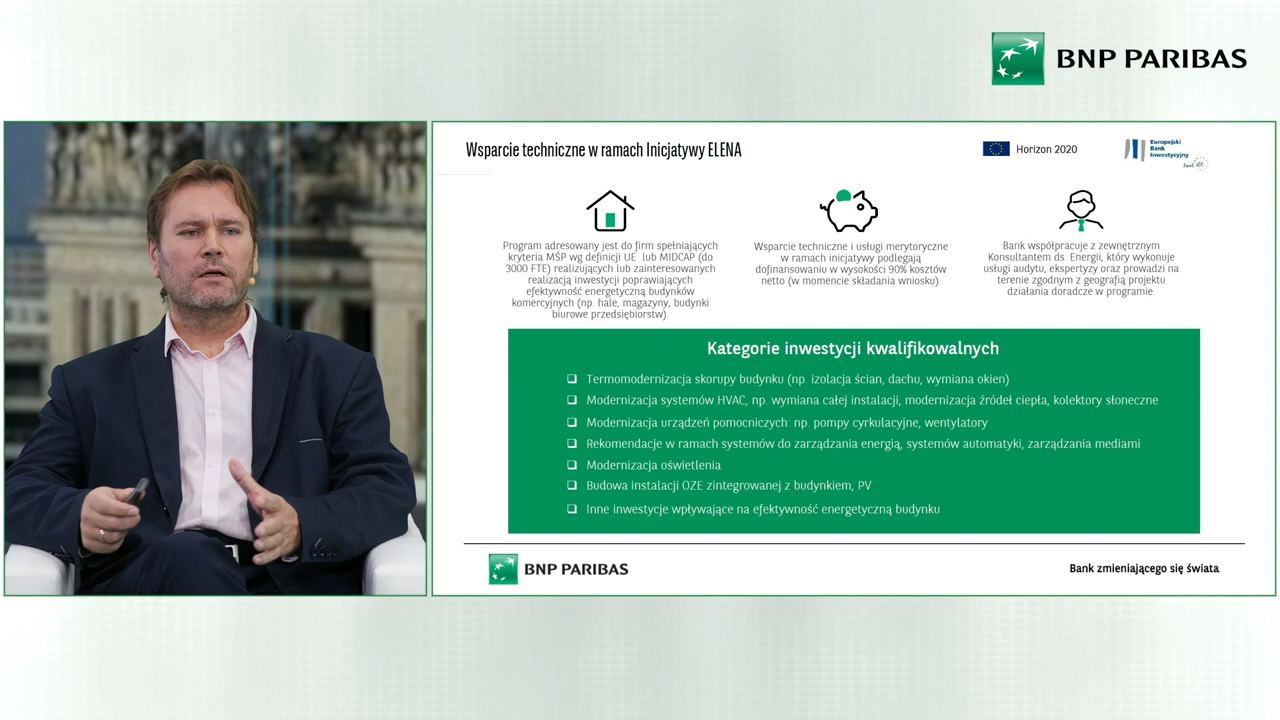 BNP PARIBAS
Wsparcie techniczne w ramach Inicjatywy ELENA
Horizon 2020
Europejski
Bank
Inwestycyjny
Program adresowany jest do firm spełniających
kryteria MŚP wg definicji UE lub MIDCAP (do
3000 FTE) realizujących lub zainteresowanych
realizacją inwestycji poprawiających
efektywność energetyczną budynków
komercyjnych (np. hale, magazyny, budynki
biurowe przedsiębiorstw).
Wsparcie techniczne i usługi merytoryczne
w ramach inicjatywy podlegają
dofinansowaniu w wysokości 90% kosztów
netto (w momencie składania wniosku).
Bank współpracuje z zewnętrznym
Konsultantem ds. Energii, który wykonuje
usługi audytu, ekspertyzy oraz prowadzi na
terenie zgodnym z geografią projektu
działania doradcze w programie.
Kategorie inwestycji kwalifikowalnych
Termomodernizacja skorupy budynku (np. izolacja ścian, dachu, wymiana okien)
Modernizacja systemów HVAC, np. wymiana całej instalacji, modernizacja źródeł ciepła, kolektory słoneczne
Modernizacja urządzeń pomocniczych: np. pompy cyrkulacyjne, wentylatory
Rekomendacje w ramach systemów do zarządzania energią, systemów automatyki, zarządzania mediami
Modernizacja oświetlenia
Budowa instalacji OZE zintegrowanej z budynkiem, PV
Inne inwestycje wpływające na efektywność energetyczną budynku
BNP PARIBAS
Bank zmieniającego się świata